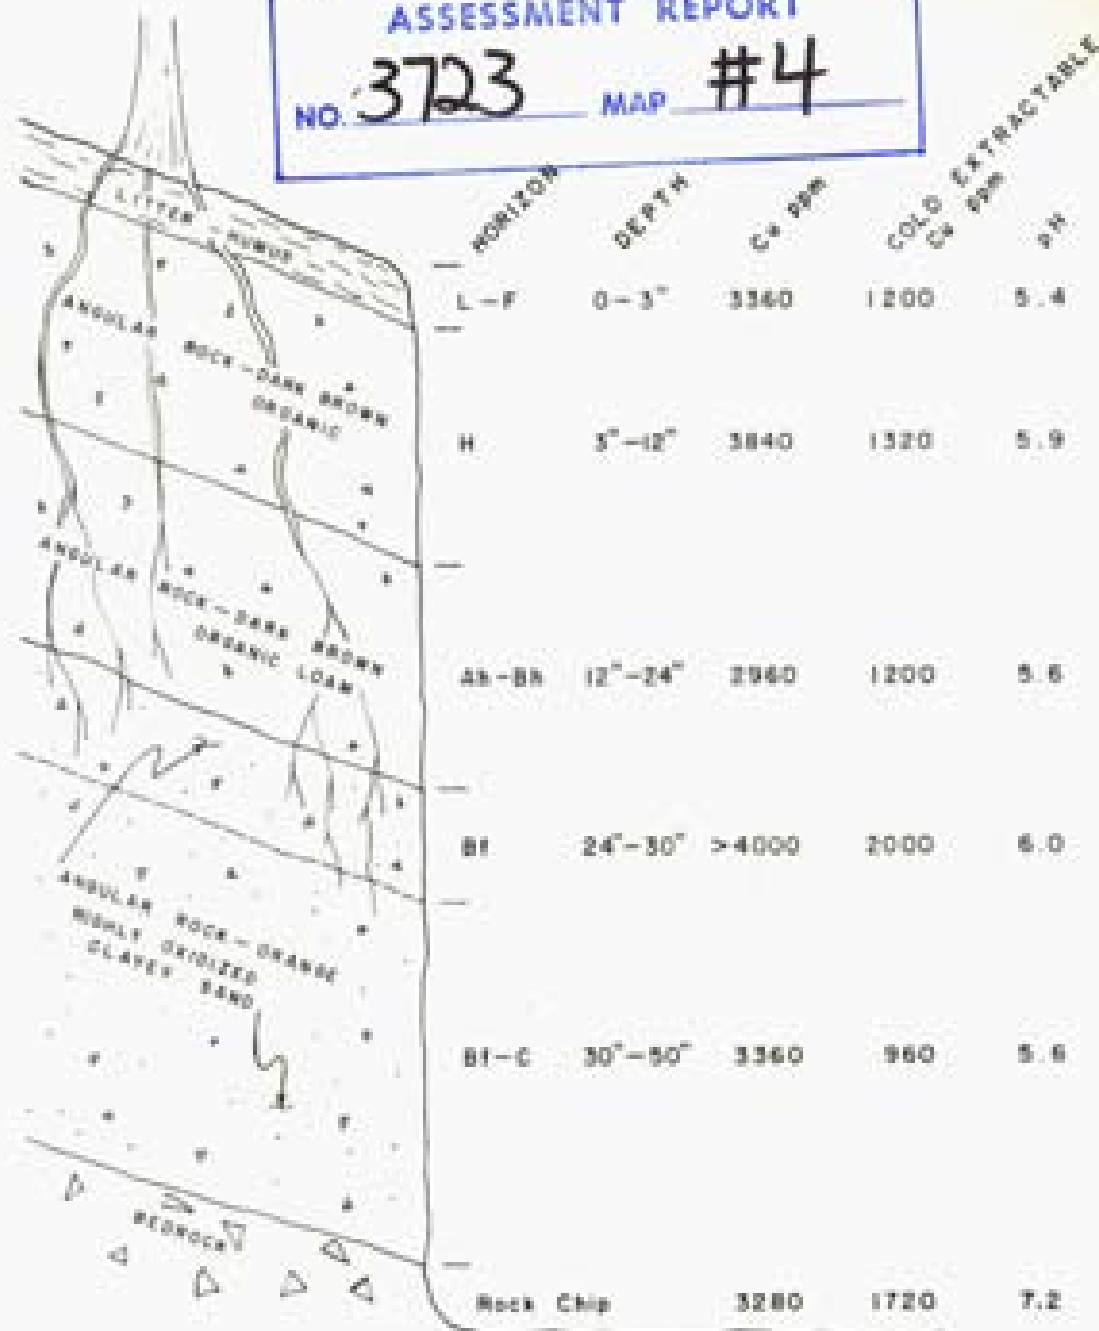 ASSESSMENT REPORT
NO. 3723 MAP #4
HORIZON DEPTH Cu ppm COLD EXTRACTABLE Cu ppm pH
LITTER - HUMUS
L-F 0-3" 3360 1200 5.4
ANGULAR ROCK-DARK BROWN
ORGANIC
H 3"-12" 3840 1320 5.9
ANGULAR ROCK-DARK BROWN
ORGANIC LOAM
Ah-Bh 12"-24" 2960 1200 5.6
Bf 24"-30" >4000 2000 6.0
ANGULAR ROCK-ORANGE
HIGHLY OXIDIZED
CLAYEY SAND
Bf-C 30"-50" 3360 960 5.6
BEDROCK
Rock Chip 3280 1720 7.2